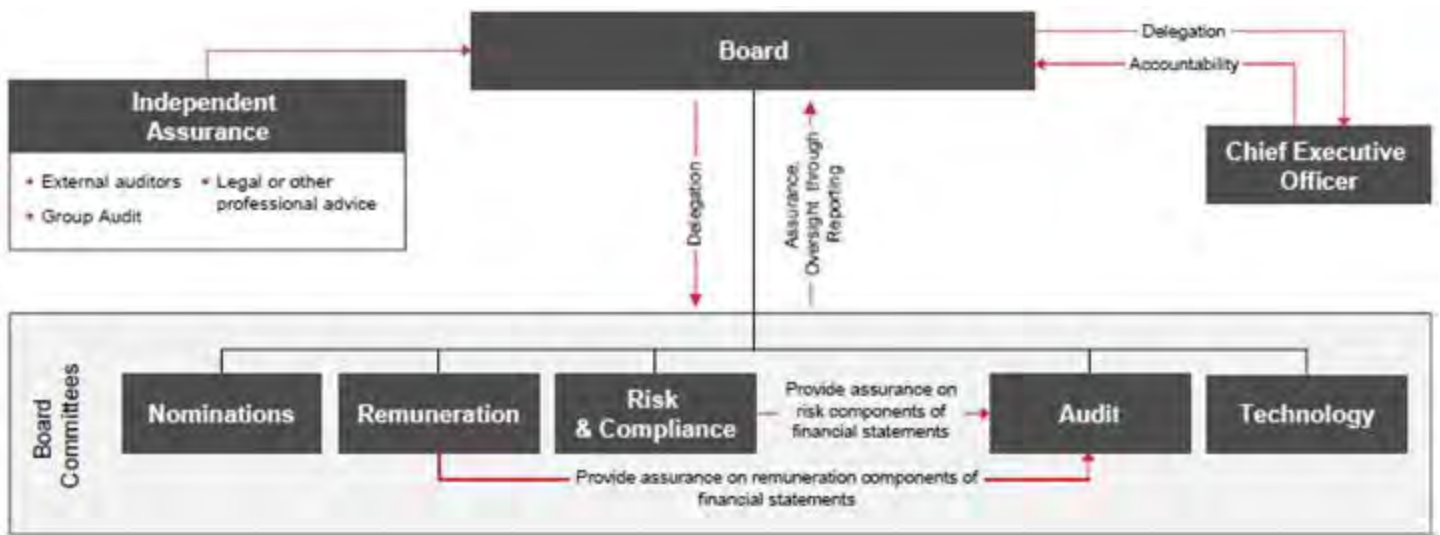 Board
Delegation
Accountability
Independent
Assurance
• External auditors
• Group Audit
• Legal or other
professional advice
Chief Executive
Officer
Delegation
Assurance,
Oversight through
Reporting
Board
Committees
Nominations
Remuneration
Risk
& Compliance
Provide assurance on
risk components of
financial statements
Audit
Technology
Provide assurance on remuneration components of
financial statements